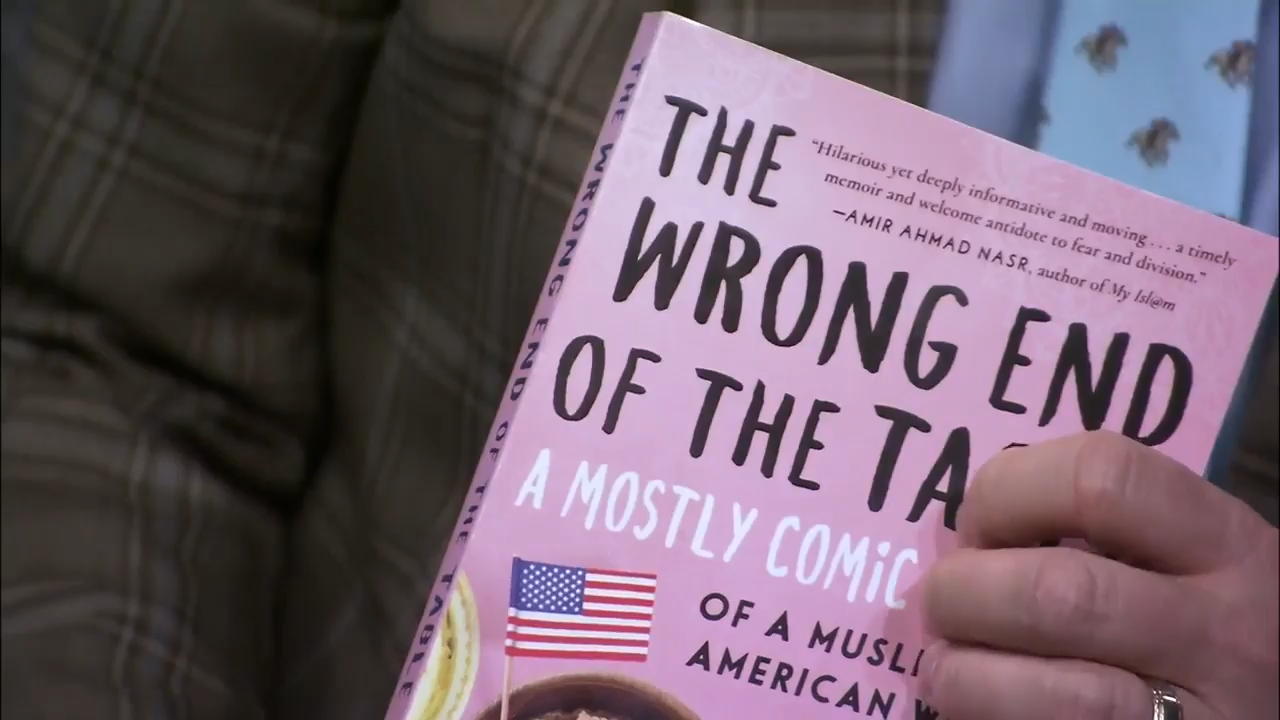 THE WRONG END OF THE TABLE
THE
WRONG END
OF THE TA
"Hilarious yet deeply informative and moving . . . a timely
memoir and welcome antidote to fear and division."
—AMIR AHMAD NASR, author of My Isl@m
A MOSTLY COMIC
OF A MUSLI
AMERICAN W